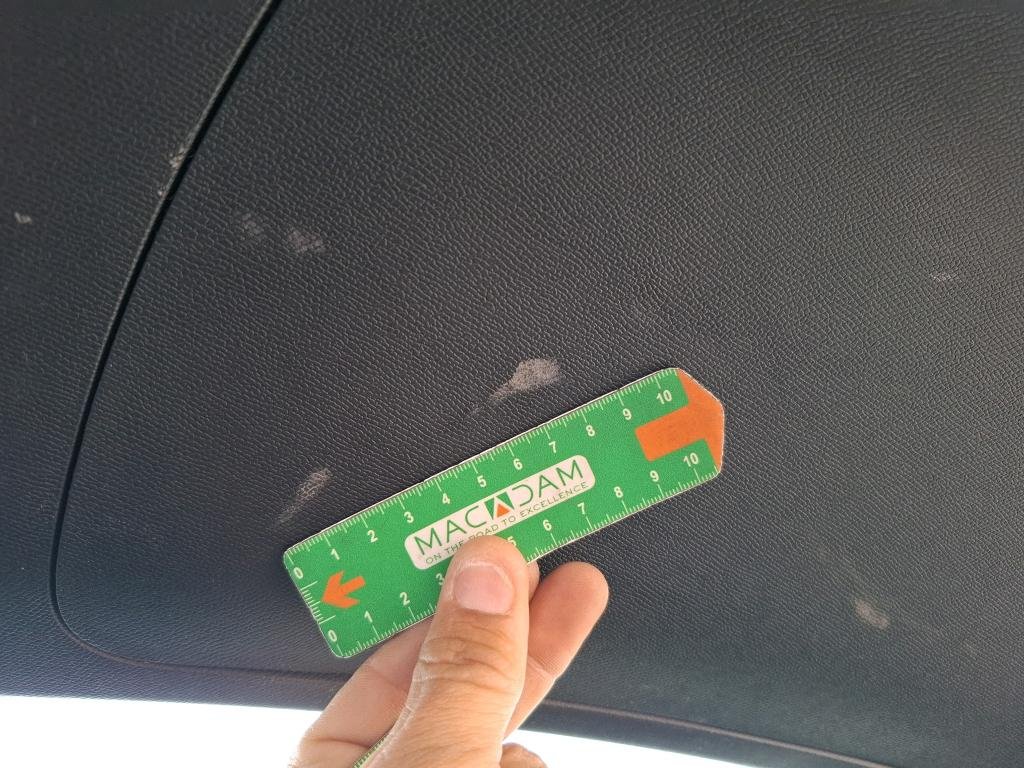 0 1 2 3 4 5 6 7 8 9 10
MACADAM
ON THE ROAD TO EXCELLENCE
0 1 2 3 5 6 7 8 9 10